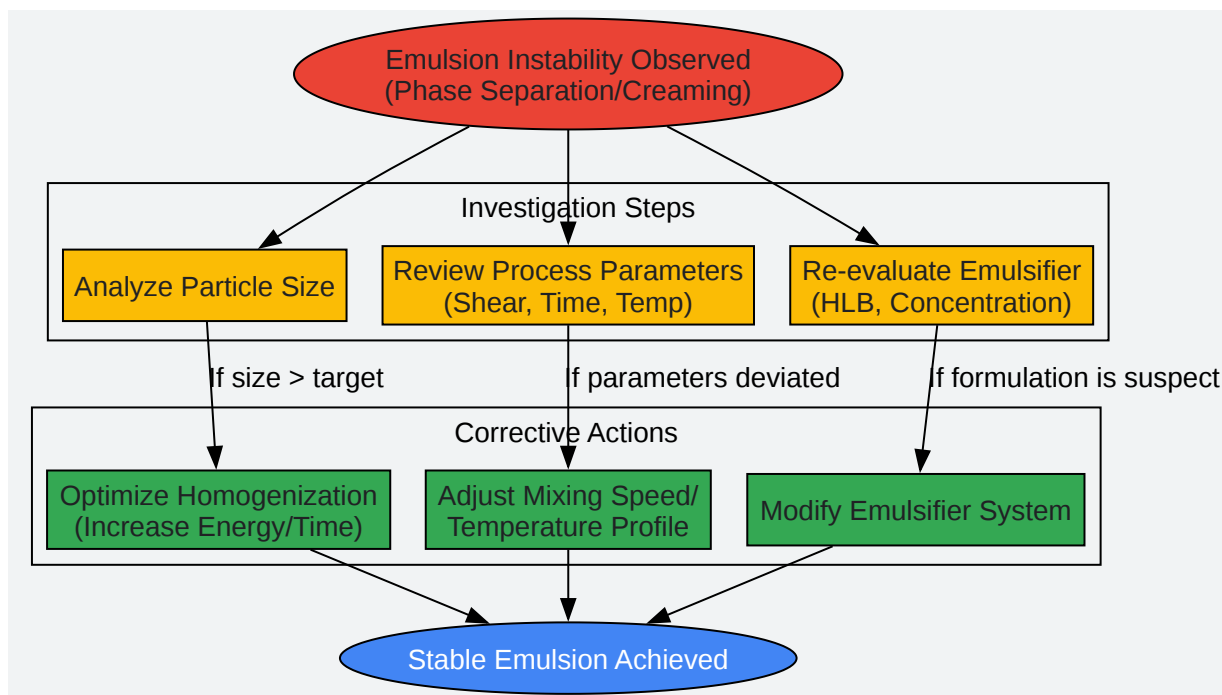 Emulsion Instability Observed
(Phase Separation/Creaming)
Investigation Steps
Analyze Particle Size
Review Process Parameters
(Shear, Time, Temp)
Re-evaluate Emulsifier
(HLB, Concentration)
If size > target
If parameters deviated
If formulation is suspect
Corrective Actions
Optimize Homogenization
(Increase Energy/Time)
Adjust Mixing Speed/
Temperature Profile
Modify Emulsifier System
Stable Emulsion Achieved